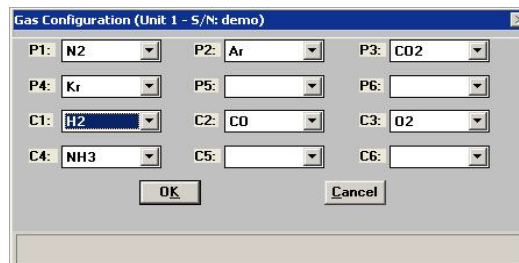 Gas Configuration (Unit 1 - S/N: demo)
P1: N2 P2: Ar P3: CO2
P4: Kr P5: P6:
C1: H2 C2: CO C3: O2
C4: NH3 C5: C6:
OK Cancel